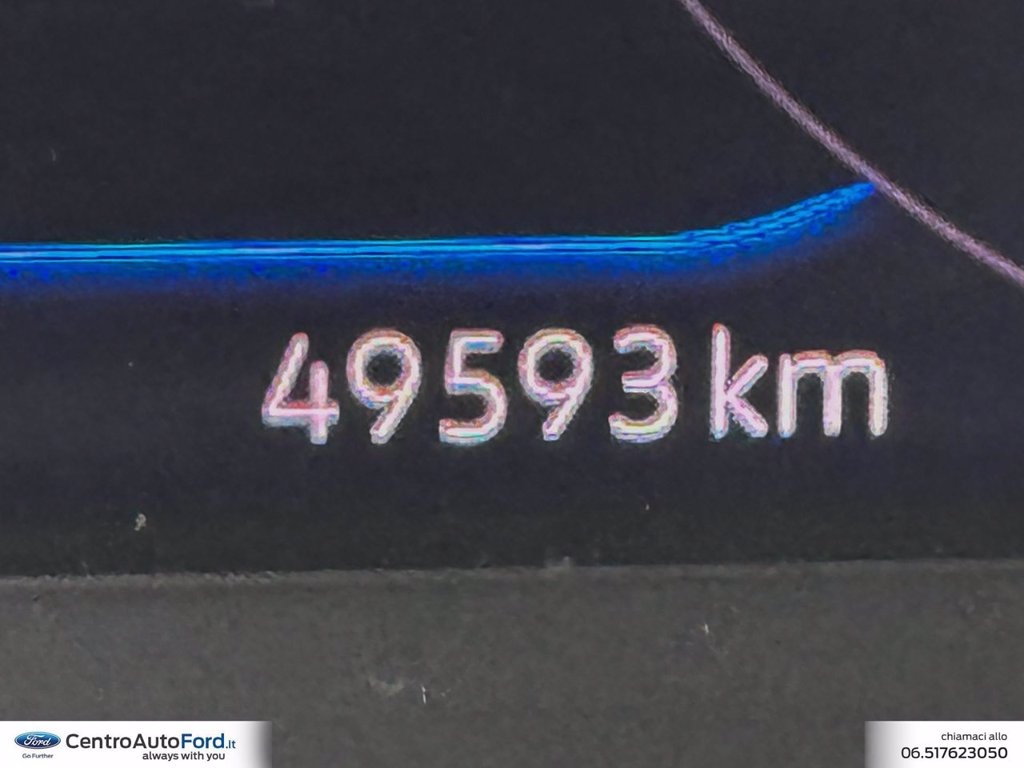 49593 km
Ford
Go Further
CentroAutoFord.it
always with you
chiamaci allo
06.517623050